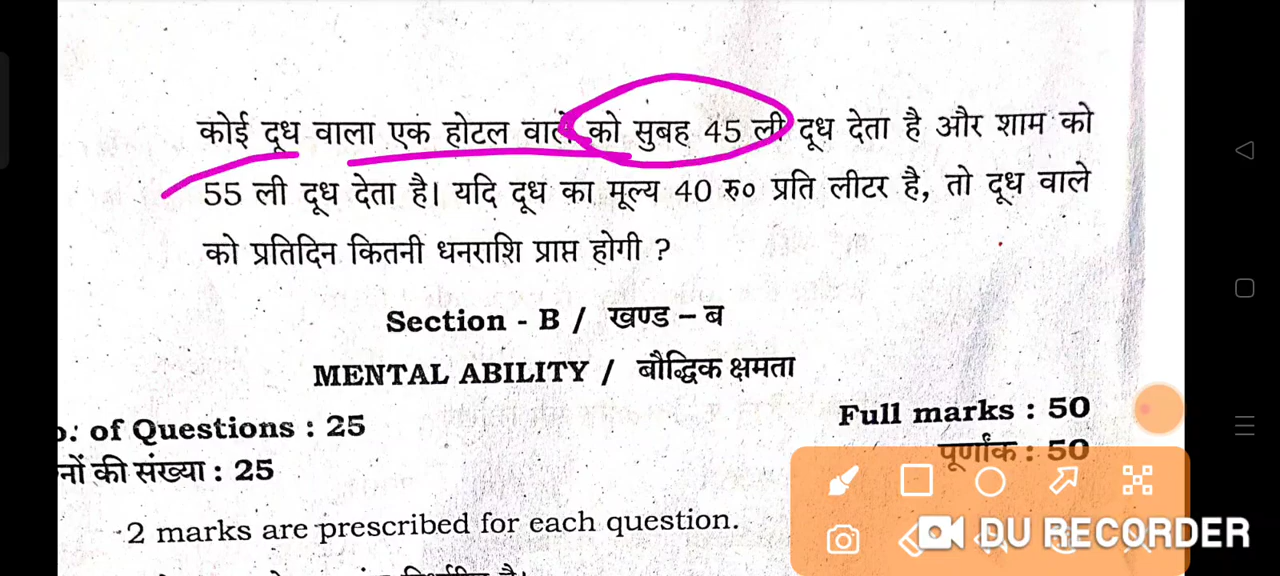 कोई दूध वाला एक होटल वाले को सुबह 45 ली दूध देता है और शाम को
55 ली दूध देता है। यदि दूध का मूल्य 40 रु० प्रति लीटर है, तो दूध वाले
को प्रतिदिन कितनी धनराशि प्राप्त होगी ?
Section - B / खण्ड – ब
MENTAL ABILITY / बौद्धिक क्षमता
of Questions : 25
Full marks : 50
की संख्या : 25
पूर्णांक : 50
2 marks are prescribed for each question.
DU RECORDER